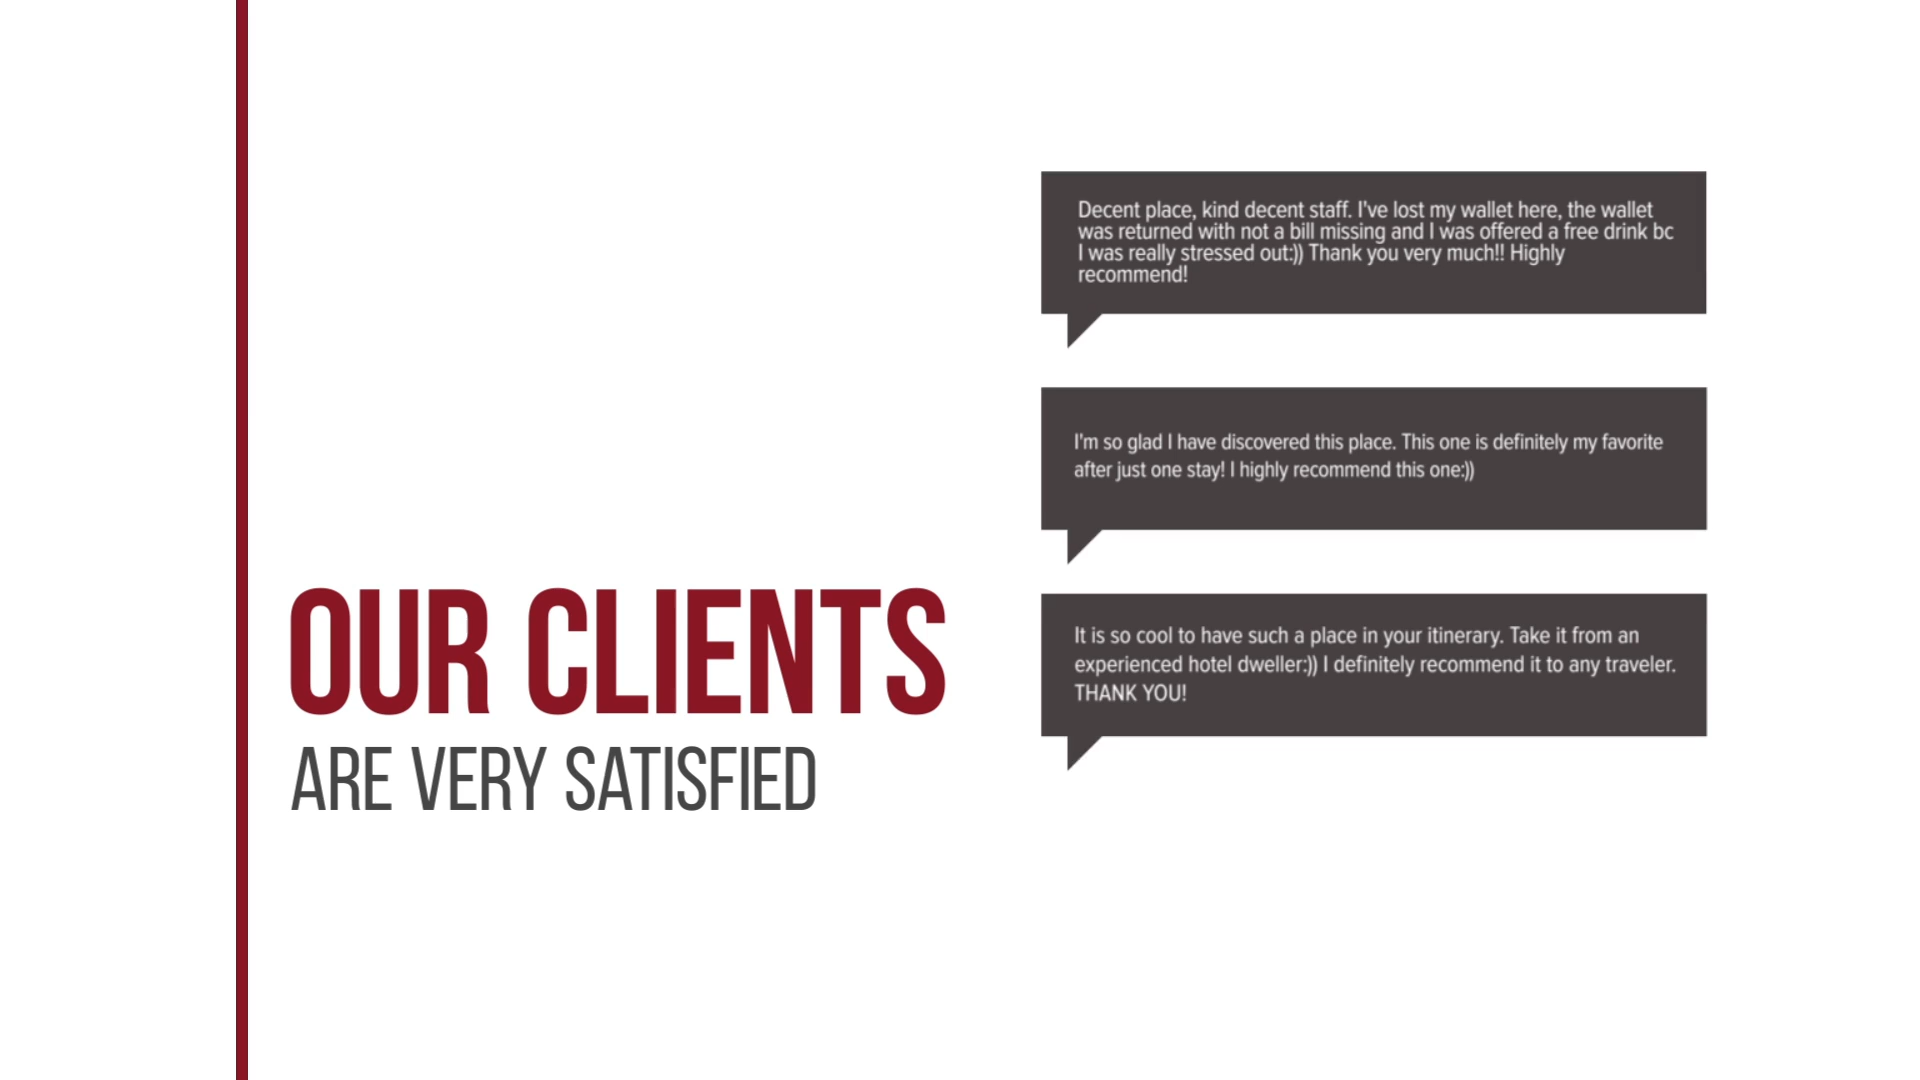 OUR CLIENTS
ARE VERY SATISFIED
Decent place, kind decent staff. I've lost my wallet here, the wallet
was returned with not a bill missing and I was offered a free drink bc
I was really stressed out:)) Thank you very much!! Highly
recommend!
I'm so glad I have discovered this place. This one is definitely my favorite
after just one stay! I highly recommend this one:))
It is so cool to have such a place in your itinerary. Take it from an
experienced hotel dweller:)) I definitely recommend it to any traveler.
THANK YOU!